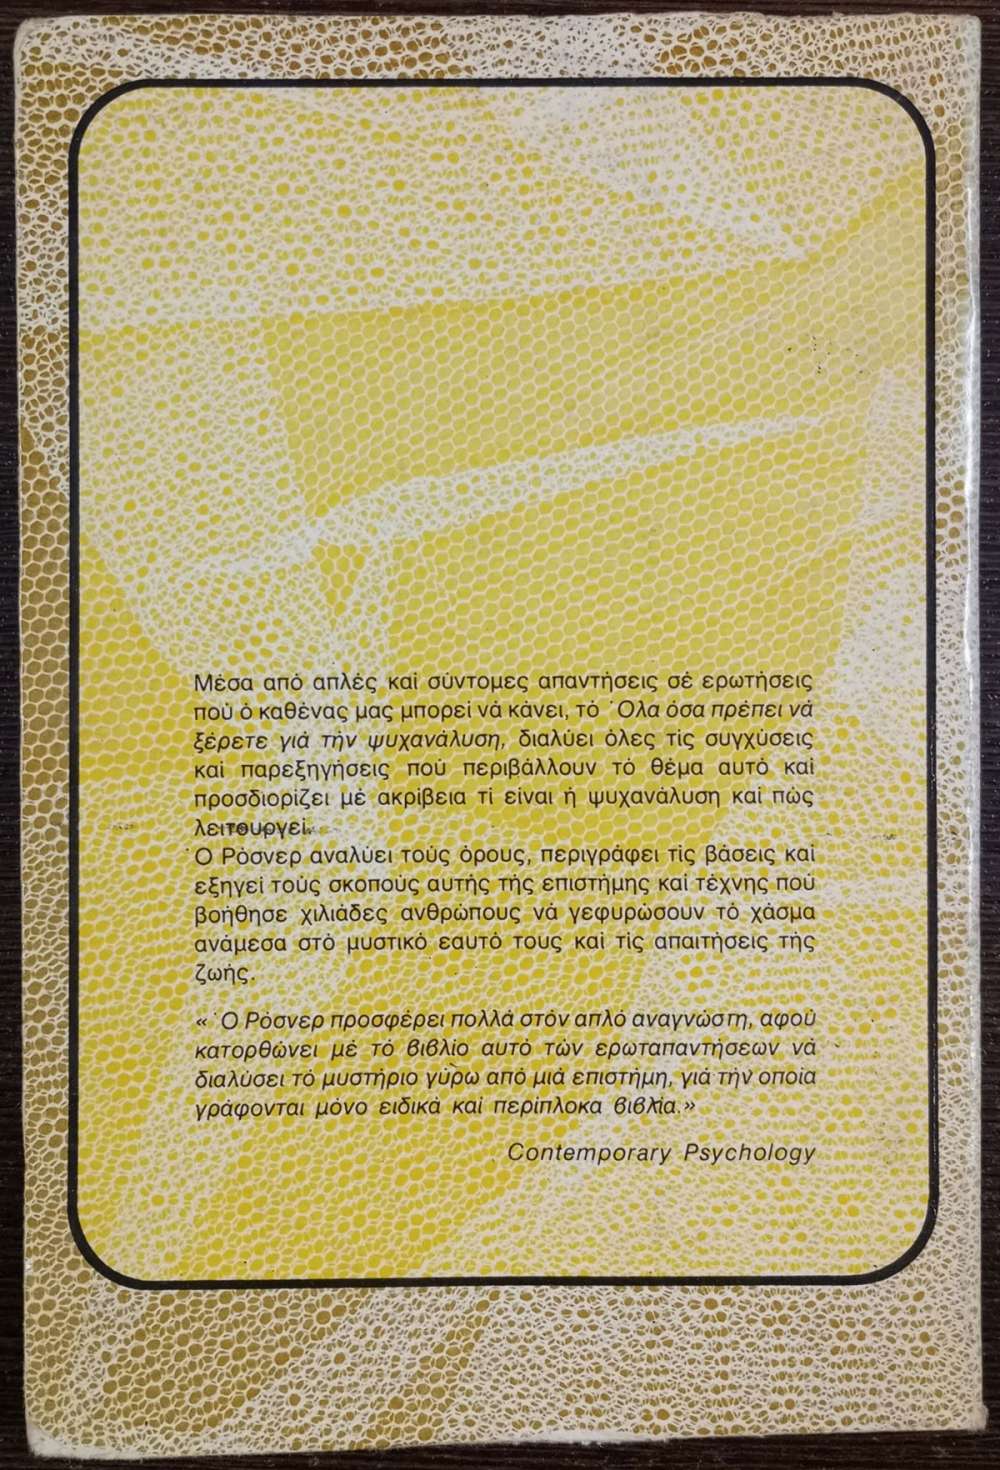 Μέσα από απλές καί σύντομες απαντήσεις σέ ερωτήσεις
πού ό καθένας μας μπορεί νά κάνει, τό Όλα όσα πρέπει νά
ξέρετε γιά τήν ψυχανάλυση, διαλύει όλες τίς συγχύσεις
καί παρεξηγήσεις πού περιβάλλουν τό θέμα αυτό καί
προσδιορίζει μέ ακρίβεια τί είναι ή ψυχανάλυση καί πώς
λειτουργεί.
Ό Ρόσνερ αναλύει τούς όρους, περιγράφει τίς βάσεις καί
εξηγεί τούς σκοπούς αυτής τής επιστήμης καί τέχνης πού
βοήθησε χιλιάδες ανθρώπους νά γεφυρώσουν τό χάσμα
ανάμεσα στό μυστικό εαυτό τους καί τίς απαιτήσεις τής
ζωής.
«Ό Ρόσνερ προσφέρει πολλά στόν απλό αναγνώστη, αφού
κατορθώνει μέ τό βιβλίο αυτό τών ερωταπαντήσεων νά
διαλύσει τό μυστήριο γύρω από μιά επιστήμη, γιά τήν οποία
γράφονται μόνο ειδικά καί περίπλοκα βιβλία.»
Contemporary Psychology